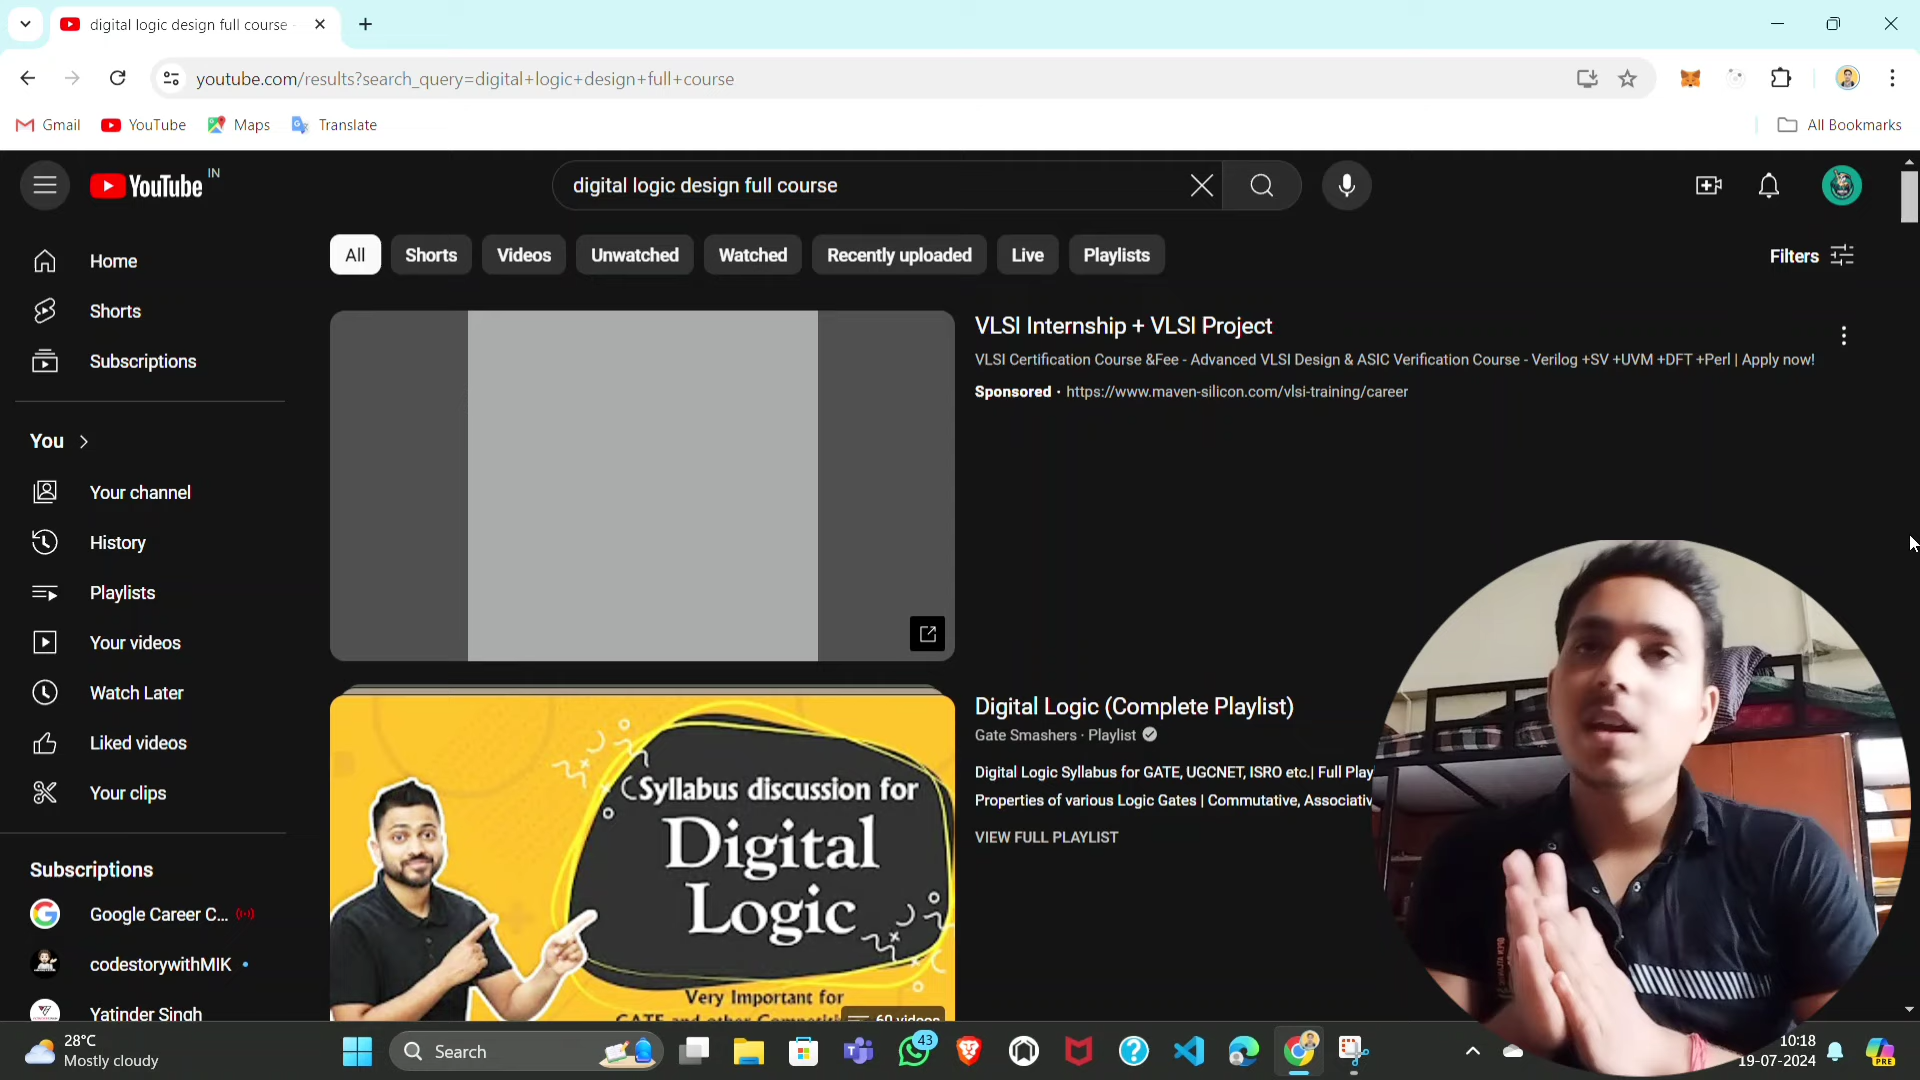 digital logic design full course
youtube.com/results?search_query=digital+logic+design+full+course
Gmail YouTube Maps Translate All Bookmarks
YouTube IN
digital logic design full course
All Shorts Videos Unwatched Watched Recently uploaded Live Playlists Filters
Home
Shorts
Subscriptions
You
Your channel
History
Playlists
Your videos
Watch Later
Liked videos
Your clips
Subscriptions
Google Career C...
codestorywithMIK
Yatinder Singh
VLSI Internship + VLSI Project
VLSI Certification Course &Fee - Advanced VLSI Design & ASIC Verification Course - Verilog +SV +UVM +DFT +Perl | Apply now!
Sponsored · https://www.maven-silicon.com/vlsi-training/career
Syllabus discussion for
Digital
Logic
Very Important for
60 videos
Digital Logic (Complete Playlist)
Gate Smashers · Playlist
Digital Logic Syllabus for GATE, UGCNET, ISRO etc.| Full Play
Properties of various Logic Gates | Commutative, Associativ
VIEW FULL PLAYLIST
28°C
Mostly cloudy
Search
43
10:18
19-07-2024
PRE